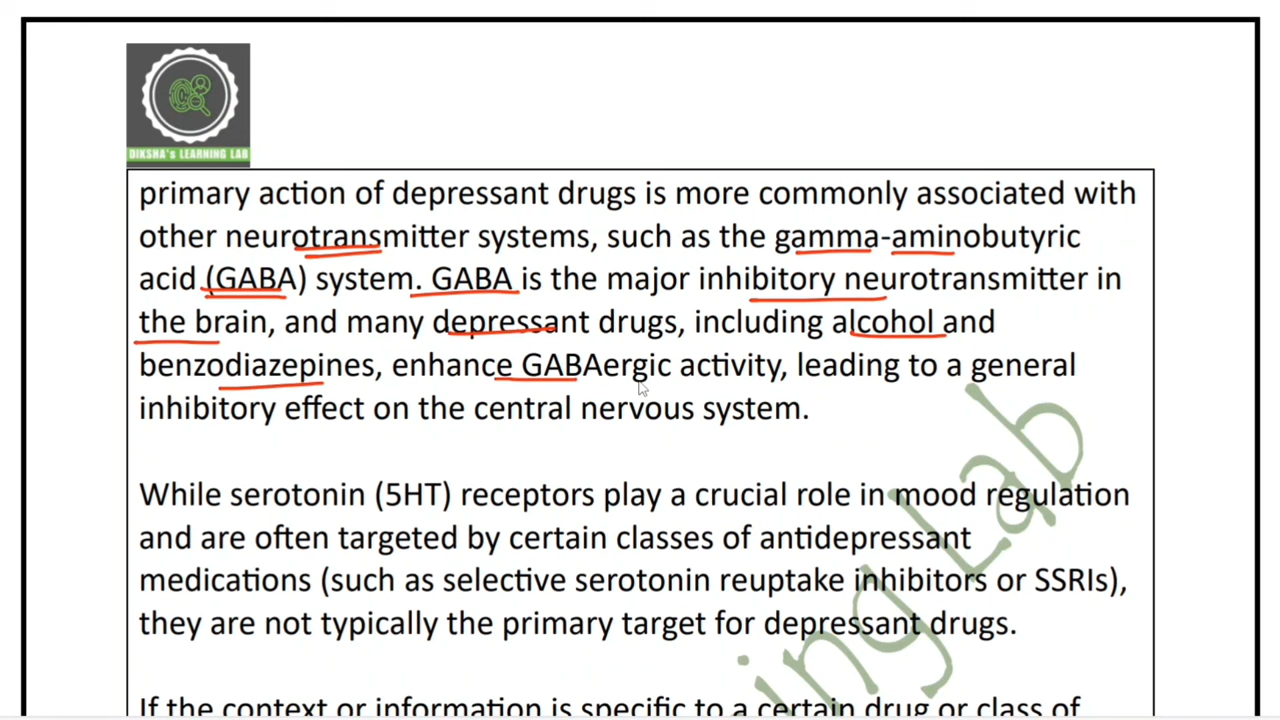 DIKSHA's LEARNING LAB
primary action of depressant drugs is more commonly associated with
other neurotransmitter systems, such as the gamma-aminobutyric
acid (GABA) system. GABA is the major inhibitory neurotransmitter in
the brain, and many depressant drugs, including alcohol and
benzodiazepines, enhance GABAergic activity, leading to a general
inhibitory effect on the central nervous system.
While serotonin (5HT) receptors play a crucial role in mood regulation
and are often targeted by certain classes of antidepressant
medications (such as selective serotonin reuptake inhibitors or SSRIs),
they are not typically the primary target for depressant drugs.
If the context or information is specific to a certain drug or class of
ing Lab